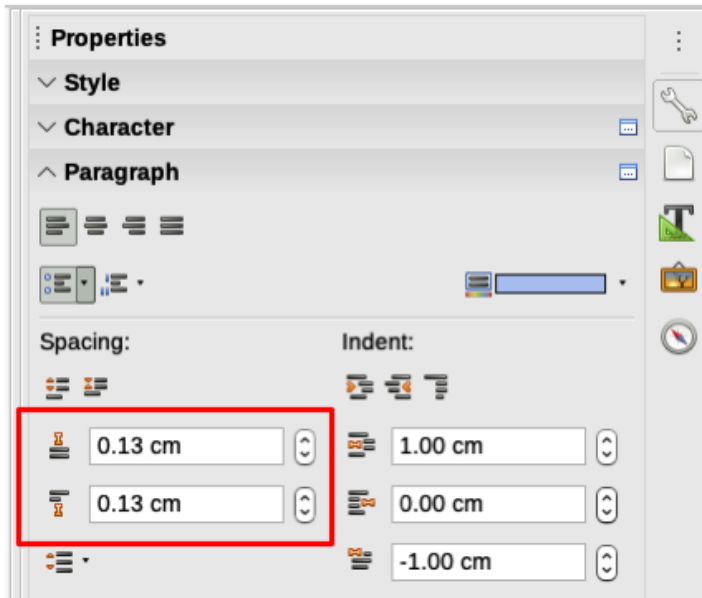 Properties
Style
Character
Paragraph
Spacing: Indent:
0.13 cm 1.00 cm
0.13 cm 0.00 cm
-1.00 cm